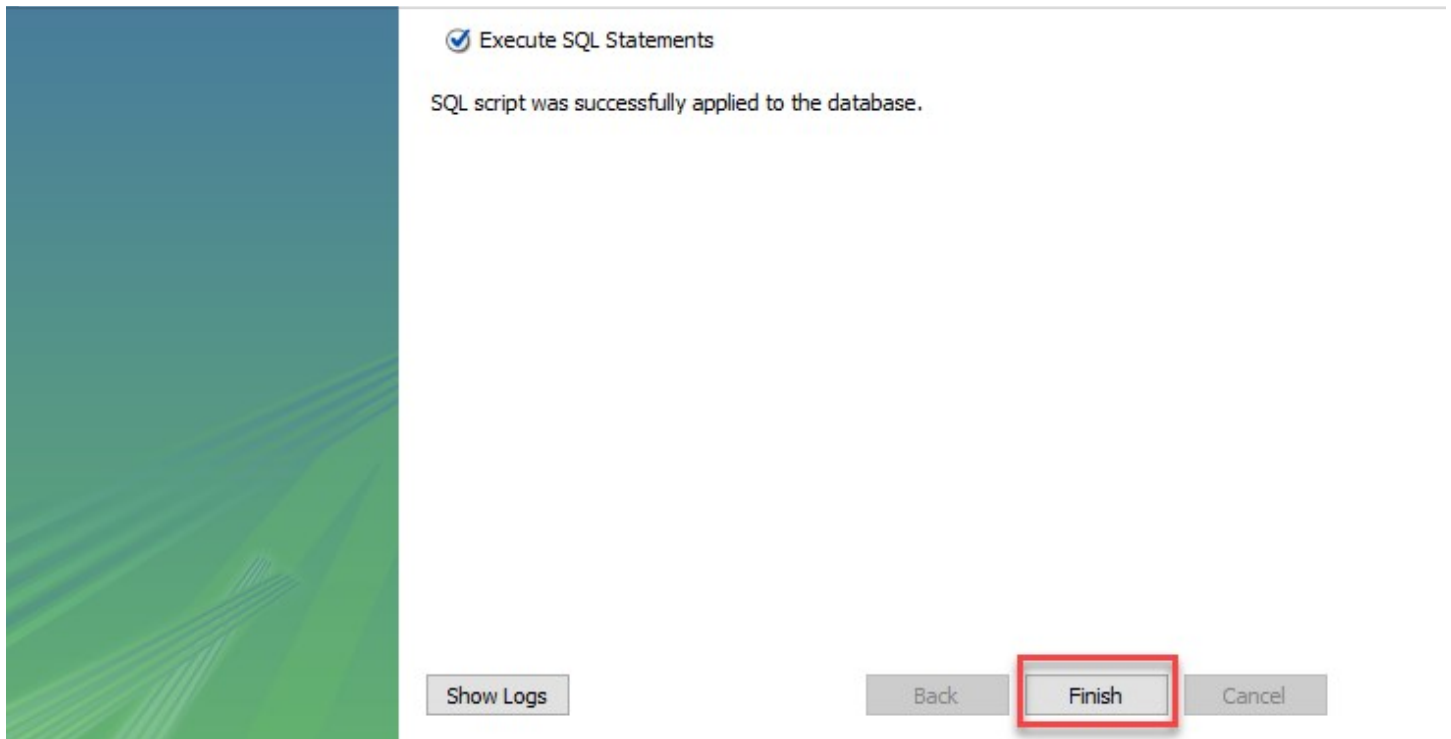 Execute SQL Statements
SQL script was successfully applied to the database.
Show Logs
Back
Finish
Cancel